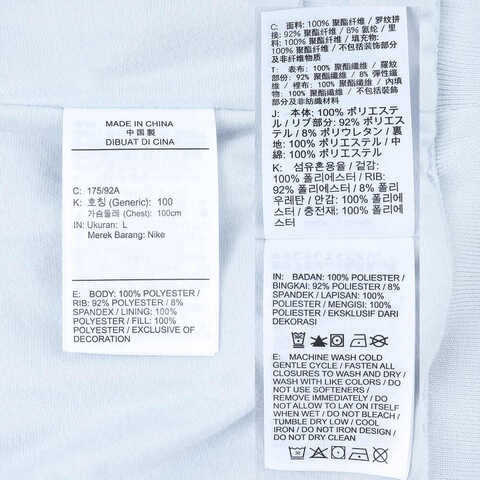 MADE IN CHINA
中国製
DIBUAT DI CINA
C: 175/92A
K: 호칭 (Generic): 100
가슴둘레 (Chest): 100cm
IN: Ukuran: L
Merek Barang: Nike
E: BODY: 100% POLYESTER /
RIB: 92% POLYESTER / 8%
SPANDEX / LINING: 100%
POLYESTER / FILL: 100%
POLYESTER / EXCLUSIVE OF
DECORATION
C: 面料: 100% 聚酯纤维 / 罗纹拼
接: 92% 聚酯纤维 / 8% 氨纶 / 里
料: 100% 聚酯纤维 / 填充物:
100% 聚酯纤维 / 不包括装饰部分
及非纤维物质
T: 表布: 100% 聚酯纖維 / 羅紋
部份: 92% 聚酯纖維 / 8% 彈性纖
維 / 裡布: 100% 聚酯纖維 / 內填
物: 100% 聚酯纖維 / 不包括裝飾
部分及非紡織材料
J: 本体: 100% ポリエステ
ル / リブ部分: 92% ポリエス
テル / 8% ポリウレタン / 裏
地: 100% ポリエステル / 中
綿: 100% ポリエステル
K: 섬유혼용율 / 겉감:
100% 폴리에스터 / RIB:
92% 폴리에스터 / 8% 폴리
우레탄 / 안감: 100% 폴리에
스터 / 충전재: 100% 폴리에
스터
IN: BADAN: 100% POLIESTER /
BINGKAI: 92% POLIESTER / 8%
SPANDEK / LAPISAN: 100%
POLIESTER / MENGISI: 100%
POLIESTER / EKSKLUSIF DARI
DEKORASI
E: MACHINE WASH COLD
GENTLE CYCLE / FASTEN ALL
CLOSURES TO WASH AND DRY /
WASH WITH LIKE COLORS / DO
NOT USE SOFTENERS /
REMOVE IMMEDIATELY / DO
NOT ALLOW TO LAY ON ITSELF
WHEN WET / DO NOT BLEACH /
TUMBLE DRY LOW / COOL
IRON / DO NOT IRON DESIGN /
DO NOT DRY CLEAN